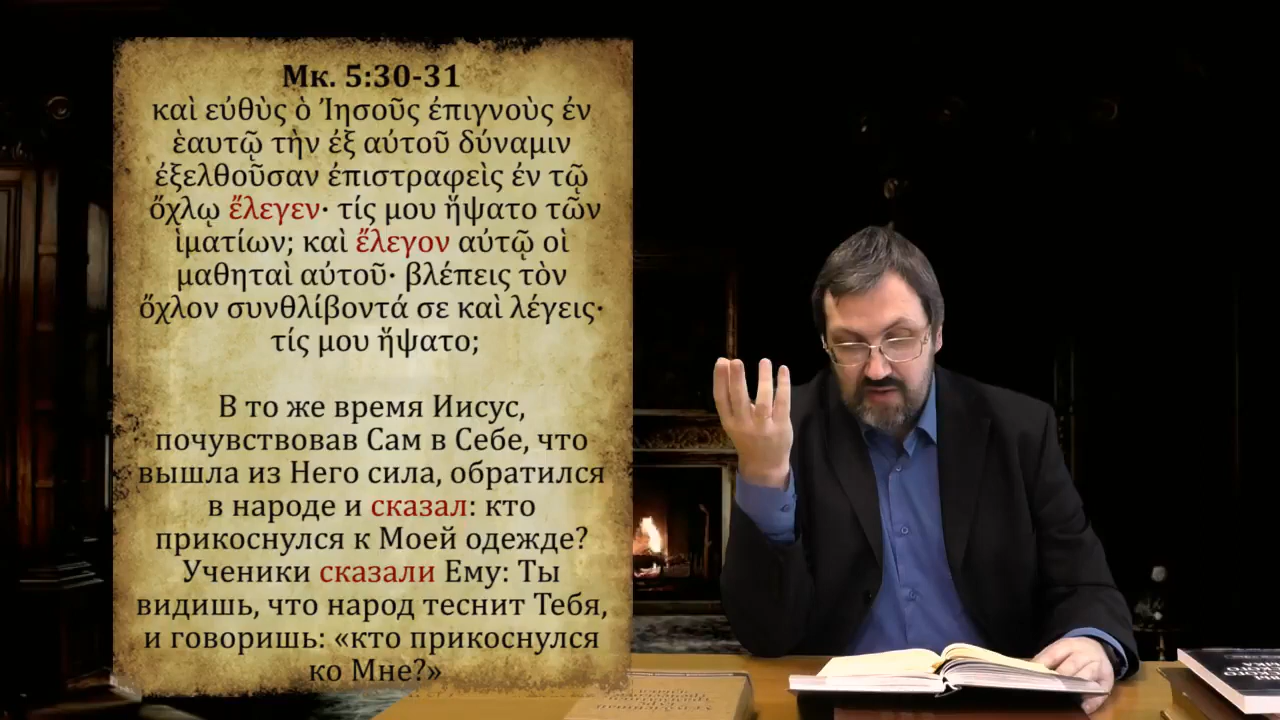 Мк. 5:30-31
καὶ εὐθὺς ὁ Ἰησοῦς ἐπιγνοὺς ἐν
ἑαυτῷ τὴν ἐξ αὐτοῦ δύναμιν
ἐξελθοῦσαν ἐπιστραφεὶς ἐν τῷ
ὄχλῳ ἔλεγεν· τίς μου ἥψατο τῶν
ἱματίων; καὶ ἔλεγον αὐτῷ οἱ
μαθηταὶ αὐτοῦ· βλέπεις τὸν
ὄχλον συνθλίβοντά σε καὶ λέγεις·
τίς μου ἥψατο;
В то же время Иисус,
почувствовав Сам в Себе, что
вышла из Него сила, обратился
в народе и сказал: кто
прикоснулся к Моей одежде?
Ученики сказали Ему: Ты
видишь, что народ теснит Тебя,
и говоришь: «кто прикоснулся
ко Мне?»